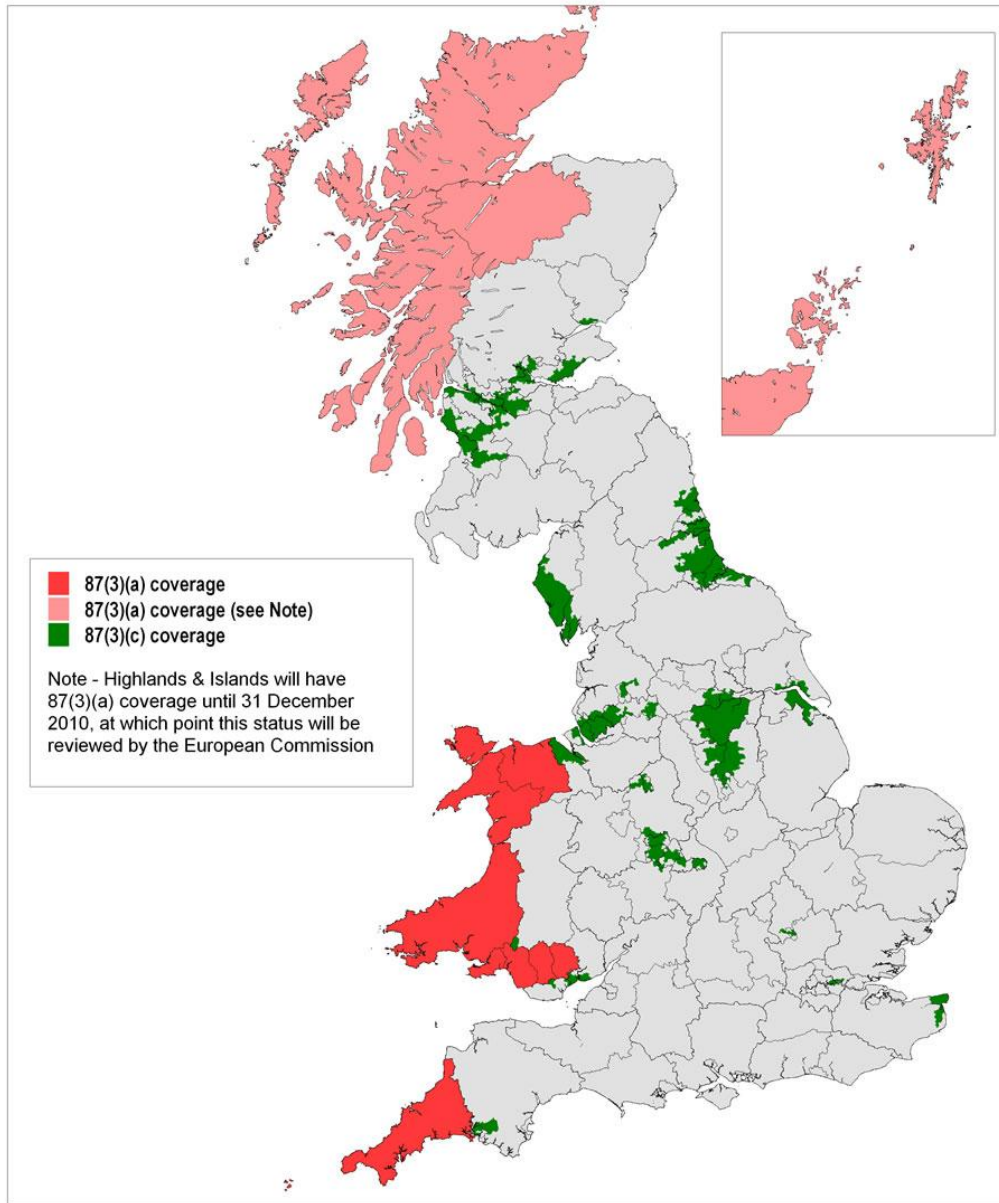 87(3)(a) coverage
87(3)(a) coverage (see Note)
87(3)(c) coverage
Note - Highlands & Islands will have
87(3)(a) coverage until 31 December
2010, at which point this status will be
reviewed by the European Commission